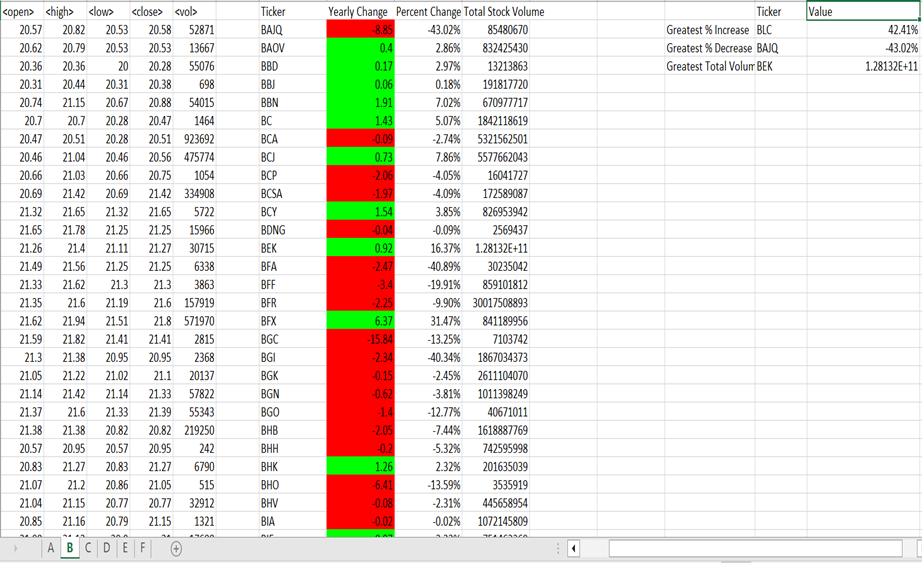 <open> <high> <low> <close> <vol> Ticker Yearly Change Percent Change Total Stock Volume Ticker Value
20.57 20.82 20.53 20.58 52871 BAJQ -8.85 -43.02% 85480670 Greatest % Increase BLC 42.41%
20.62 20.79 20.53 20.53 13667 BAOV 0.4 2.86% 832425430 Greatest % Decrease BAJQ -43.02%
20.36 20.36 20 20.28 55076 BBD 0.17 2.97% 13213863 Greatest Total Volum BEK 1.28132E+11
20.31 20.44 20.31 20.38 698 BBJ 0.06 0.18% 191817720
20.74 21.15 20.67 20.88 54015 BBN 1.91 7.02% 670977717
20.7 20.7 20.28 20.47 1464 BC 1.43 5.07% 1842118619
20.47 20.51 20.28 20.51 923692 BCA -0.09 -2.74% 5321562501
20.46 21.04 20.46 20.56 475774 BCJ 0.73 7.86% 5577662043
20.66 21.03 20.66 20.75 1054 BCP -2.06 -4.05% 16041727
20.69 21.42 20.69 21.42 334908 BCSA -1.97 -4.09% 172589087
21.32 21.65 21.32 21.65 5722 BCY 1.54 3.85% 826953942
21.65 21.78 21.25 21.25 15966 BDNG -0.04 -0.09% 2569437
21.26 21.4 21.11 21.27 30715 BEK 0.92 16.37% 1.28132E+11
21.49 21.56 21.25 21.25 6338 BFA -2.47 -40.89% 30235042
21.33 21.62 21.3 21.3 3863 BFF -3.4 -19.91% 859101812
21.35 21.6 21.19 21.6 157919 BFR -2.25 -9.90% 30017508893
21.62 21.94 21.51 21.8 571970 BFX 6.37 31.47% 841189956
21.59 21.82 21.41 21.41 2815 BGC -15.84 -13.25% 7103742
21.3 21.38 20.95 20.95 2368 BGI -2.34 -40.34% 1867034373
21.05 21.22 21.02 21.1 20137 BGK -0.15 -2.45% 2611104070
21.14 21.42 21.14 21.33 57822 BGN -0.62 -3.81% 1011398249
21.37 21.6 21.33 21.39 55343 BGO -1.4 -12.77% 40671011
21.38 21.38 20.82 20.82 219250 BHB -2.05 -7.44% 1618887769
20.57 20.95 20.57 20.95 242 BHH -0.2 -5.32% 742595998
20.83 21.27 20.83 21.27 6790 BHK 1.26 2.32% 201635039
21.07 21.2 20.86 21.05 515 BHO -6.41 -13.59% 3535919
21.04 21.15 20.77 20.77 32912 BHV -0.08 -2.31% 445658954
20.85 21.16 20.79 21.15 1321 BIA -0.02 -0.02% 1072145809
A B C D E F